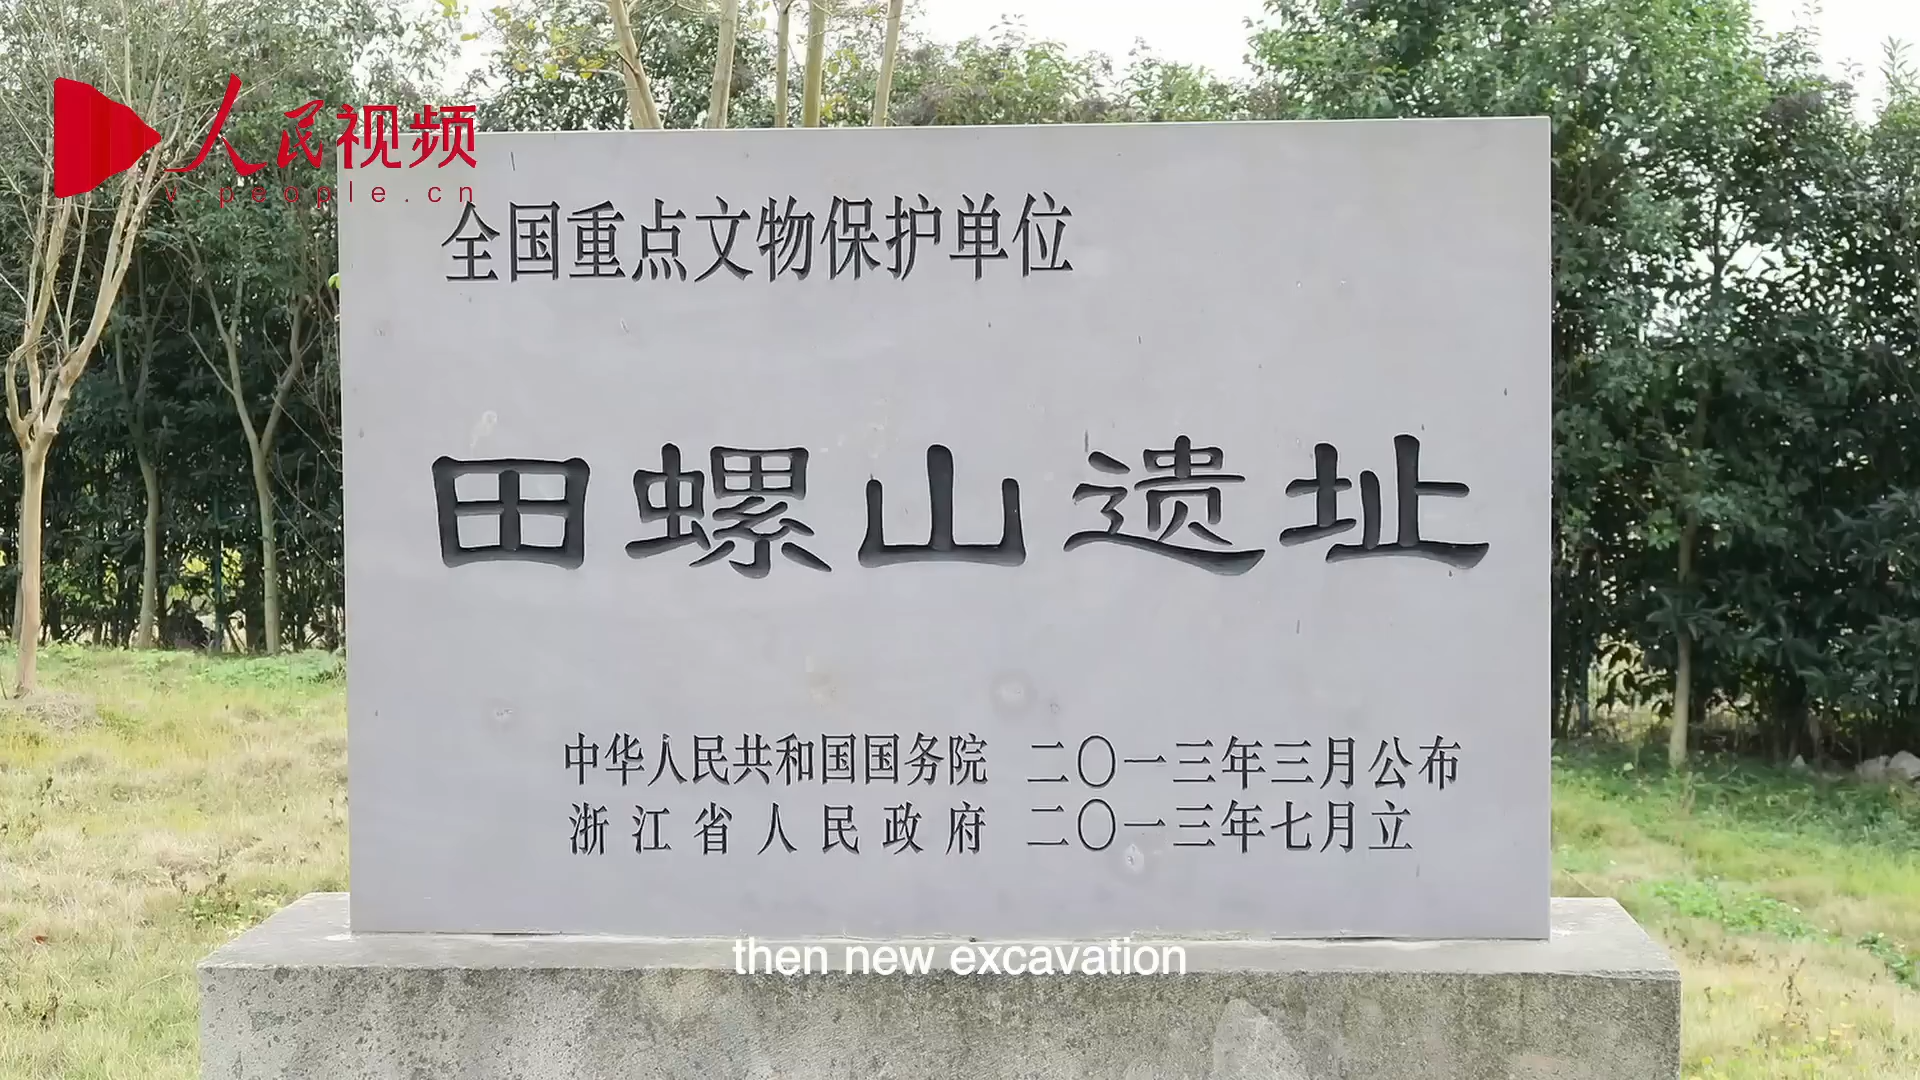 人民视频
v.people.cn
全国重点文物保护单位
田螺山遗址
中华人民共和国国务院 二〇一三年三月公布
浙江省人民政府 二〇一三年七月立
then new excavation